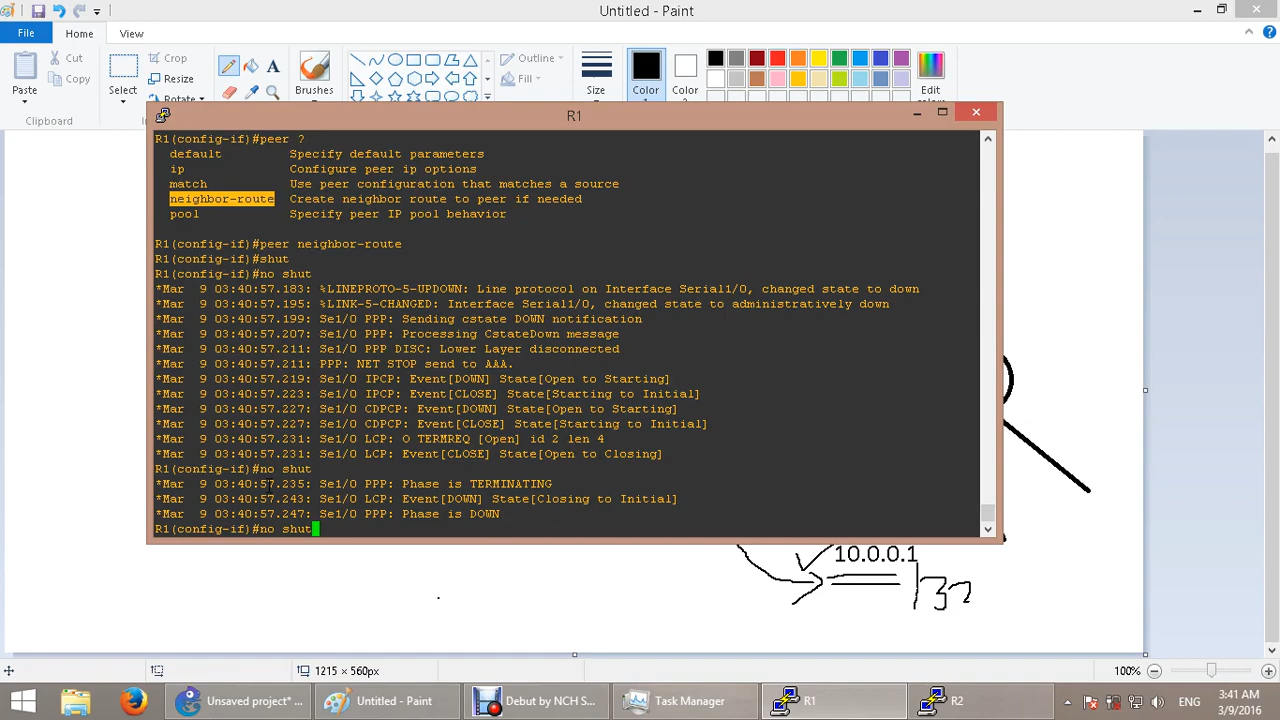 Untitled - Paint
File
Home
View
Paste
Cut
Copy
Clipboard
Select
Crop
Resize
Rotate
Brushes
Outline
Fill
Size
Color
1
Color
2
Edit
colors
R1
R1(config-if)#peer ?
default Specify default parameters
ip Configure peer ip options
match Use peer configuration that matches a source
neighbor-route Create neighbor route to peer if needed
pool Specify peer IP pool behavior
R1(config-if)#peer neighbor-route
R1(config-if)#shut
R1(config-if)#no shut
*Mar 9 03:40:57.183: %LINEPROTO-5-UPDOWN: Line protocol on Interface Serial1/0, changed state to down
*Mar 9 03:40:57.195: %LINK-5-CHANGED: Interface Serial1/0, changed state to administratively down
*Mar 9 03:40:57.199: Se1/0 PPP: Sending cstate DOWN notification
*Mar 9 03:40:57.207: Se1/0 PPP: Processing CstateDown message
*Mar 9 03:40:57.211: Se1/0 PPP DISC: Lower Layer disconnected
*Mar 9 03:40:57.211: PPP: NET STOP send to AAA.
*Mar 9 03:40:57.219: Se1/0 IPCP: Event[DOWN] State[Open to Starting]
*Mar 9 03:40:57.223: Se1/0 IPCP: Event[CLOSE] State[Starting to Initial]
*Mar 9 03:40:57.227: Se1/0 CDPCP: Event[DOWN] State[Open to Starting]
*Mar 9 03:40:57.227: Se1/0 CDPCP: Event[CLOSE] State[Starting to Initial]
*Mar 9 03:40:57.231: Se1/0 LCP: O TERMREQ [Open] id 2 len 4
*Mar 9 03:40:57.231: Se1/0 LCP: Event[CLOSE] State[Open to Closing]
R1(config-if)#no shut
*Mar 9 03:40:57.235: Se1/0 PPP: Phase is TERMINATING
*Mar 9 03:40:57.243: Se1/0 LCP: Event[DOWN] State[Closing to Initial]
*Mar 9 03:40:57.247: Se1/0 PPP: Phase is DOWN
R1(config-if)#no shut
10.0.0.1
/32
1215 × 560px
100%
Unsaved project*...
Untitled - Paint
Debut by NCH S...
Task Manager
R1
R2
ENG
3:41 AM
3/9/2016